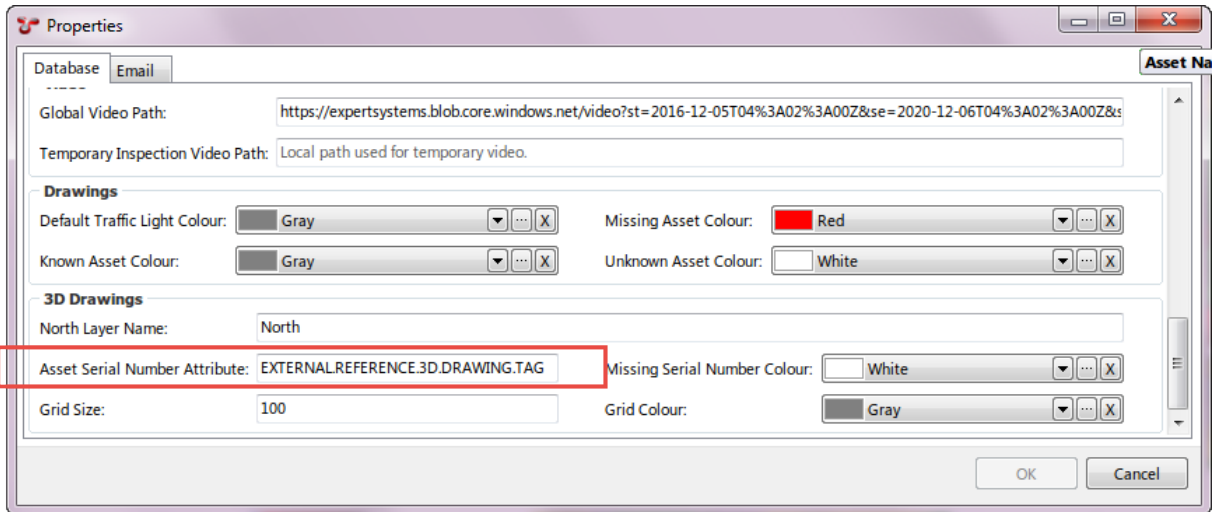 Properties
Database Email
Asset Na
Global Video Path: https://expertsystems.blob.core.windows.net/video?st=2016-12-05T04%3A02%3A00Z&se=2020-12-06T04%3A02%3A00Z&s
Temporary Inspection Video Path: Local path used for temporary video.
Drawings
Default Traffic Light Colour: Gray Missing Asset Colour: Red
Known Asset Colour: Gray Unknown Asset Colour: White
3D Drawings
North Layer Name: North
Asset Serial Number Attribute: EXTERNAL.REFERENCE.3D.DRAWING.TAG Missing Serial Number Colour: White
Grid Size: 100 Grid Colour: Gray
OK Cancel